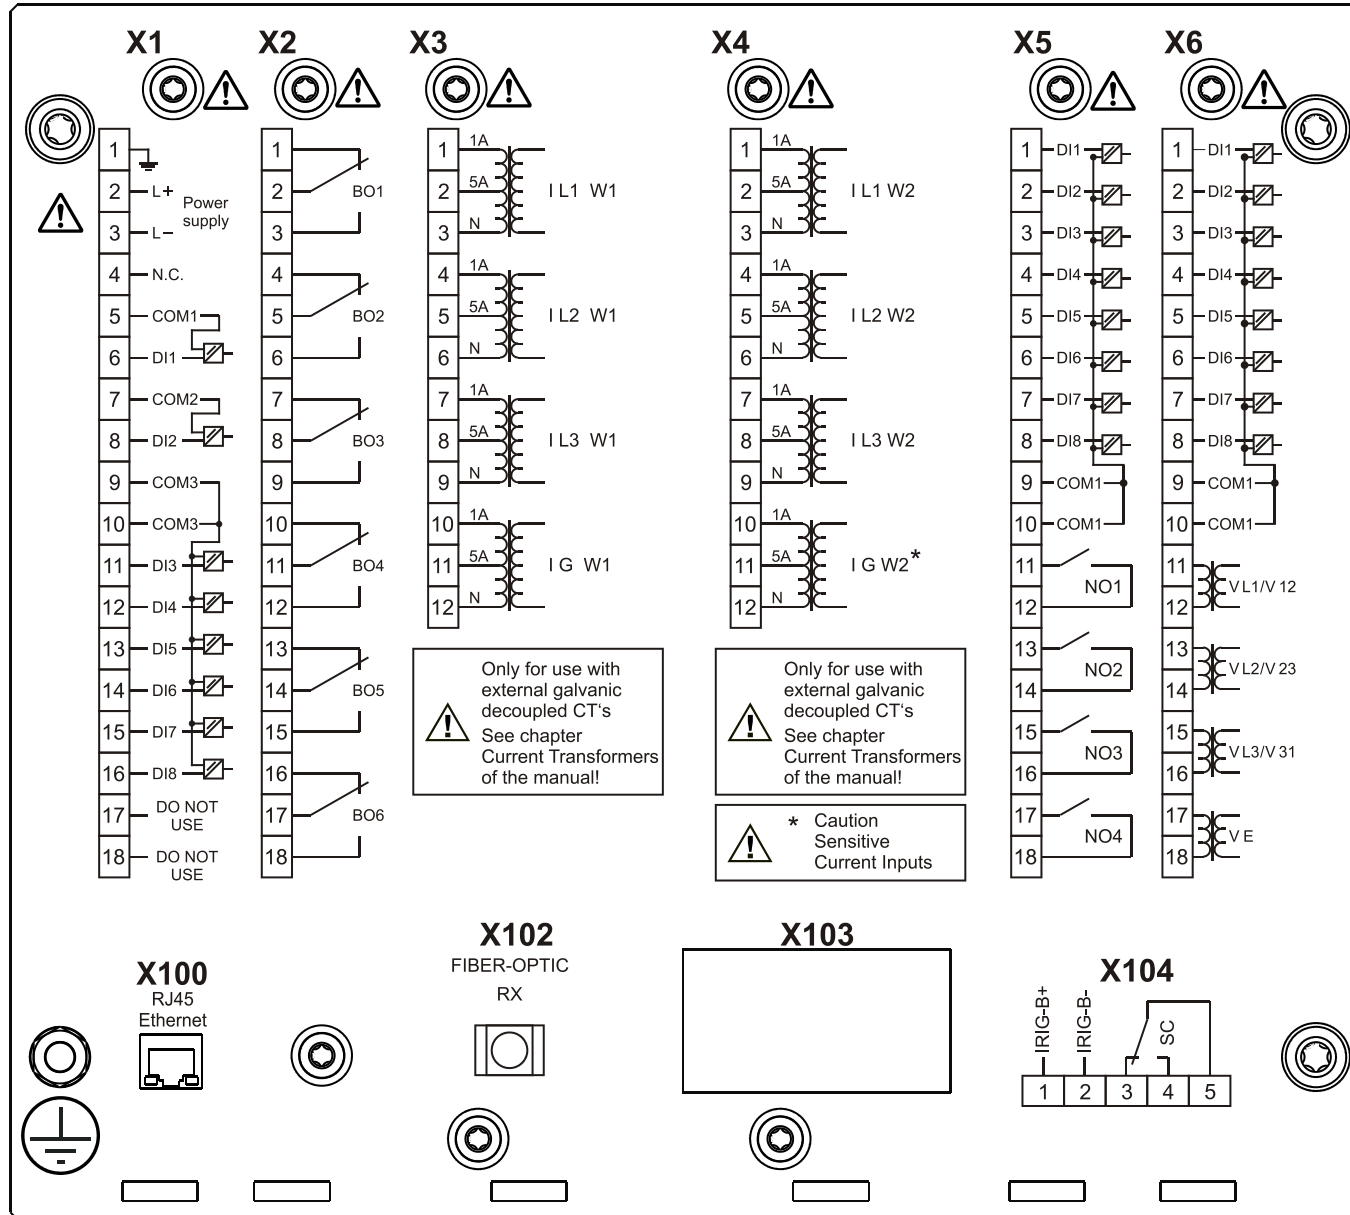 X1 X2 X3 X4 X5 X6
1
2 L+
3 L–
Power
supply
4 N.C.
5 COM1
6 DI1
7 COM2
8 DI2
9 COM3
10 COM3
11 DI3
12 DI4
13 DI5
14 DI6
15 DI7
16 DI8
17 DO NOT
USE
18 DO NOT
USE
1
2 BO1
3
4
5 BO2
6
7
8 BO3
9
10
11 BO4
12
13
14 BO5
15
16
17 BO6
18
1 1A
2 5A I L1 W1
3 N
4 1A
5 5A I L2 W1
6 N
7 1A
8 5A I L3 W1
9 N
10 1A
11 5A I G W1
12 N
Only for use with
external galvanic
decoupled CT‘s
See chapter
Current Transformers
of the manual!
1 1A
2 5A I L1 W2
3 N
4 1A
5 5A I L2 W2
6 N
7 1A
8 5A I L3 W2
9 N
10 1A
11 5A I G W2*
12 N
Only for use with
external galvanic
decoupled CT‘s
See chapter
Current Transformers
of the manual!
* Caution
Sensitive
Current Inputs
1 DI1
2 DI2
3 DI3
4 DI4
5 DI5
6 DI6
7 DI7
8 DI8
9 COM1
10 COM1
11
NO1
12
13
NO2
14
15
NO3
16
17
NO4
18
1 DI1
2 DI2
3 DI3
4 DI4
5 DI5
6 DI6
7 DI7
8 DI8
9 COM1
10 COM1
11
V L1/V 12
12
13
V L2/V 23
14
15
V L3/V 31
16
17
V E
18
X100
RJ45
Ethernet
X102
FIBER-OPTIC
RX
X103
X104
IRIG-B+
IRIG-B-
SC
1 2 3 4 5